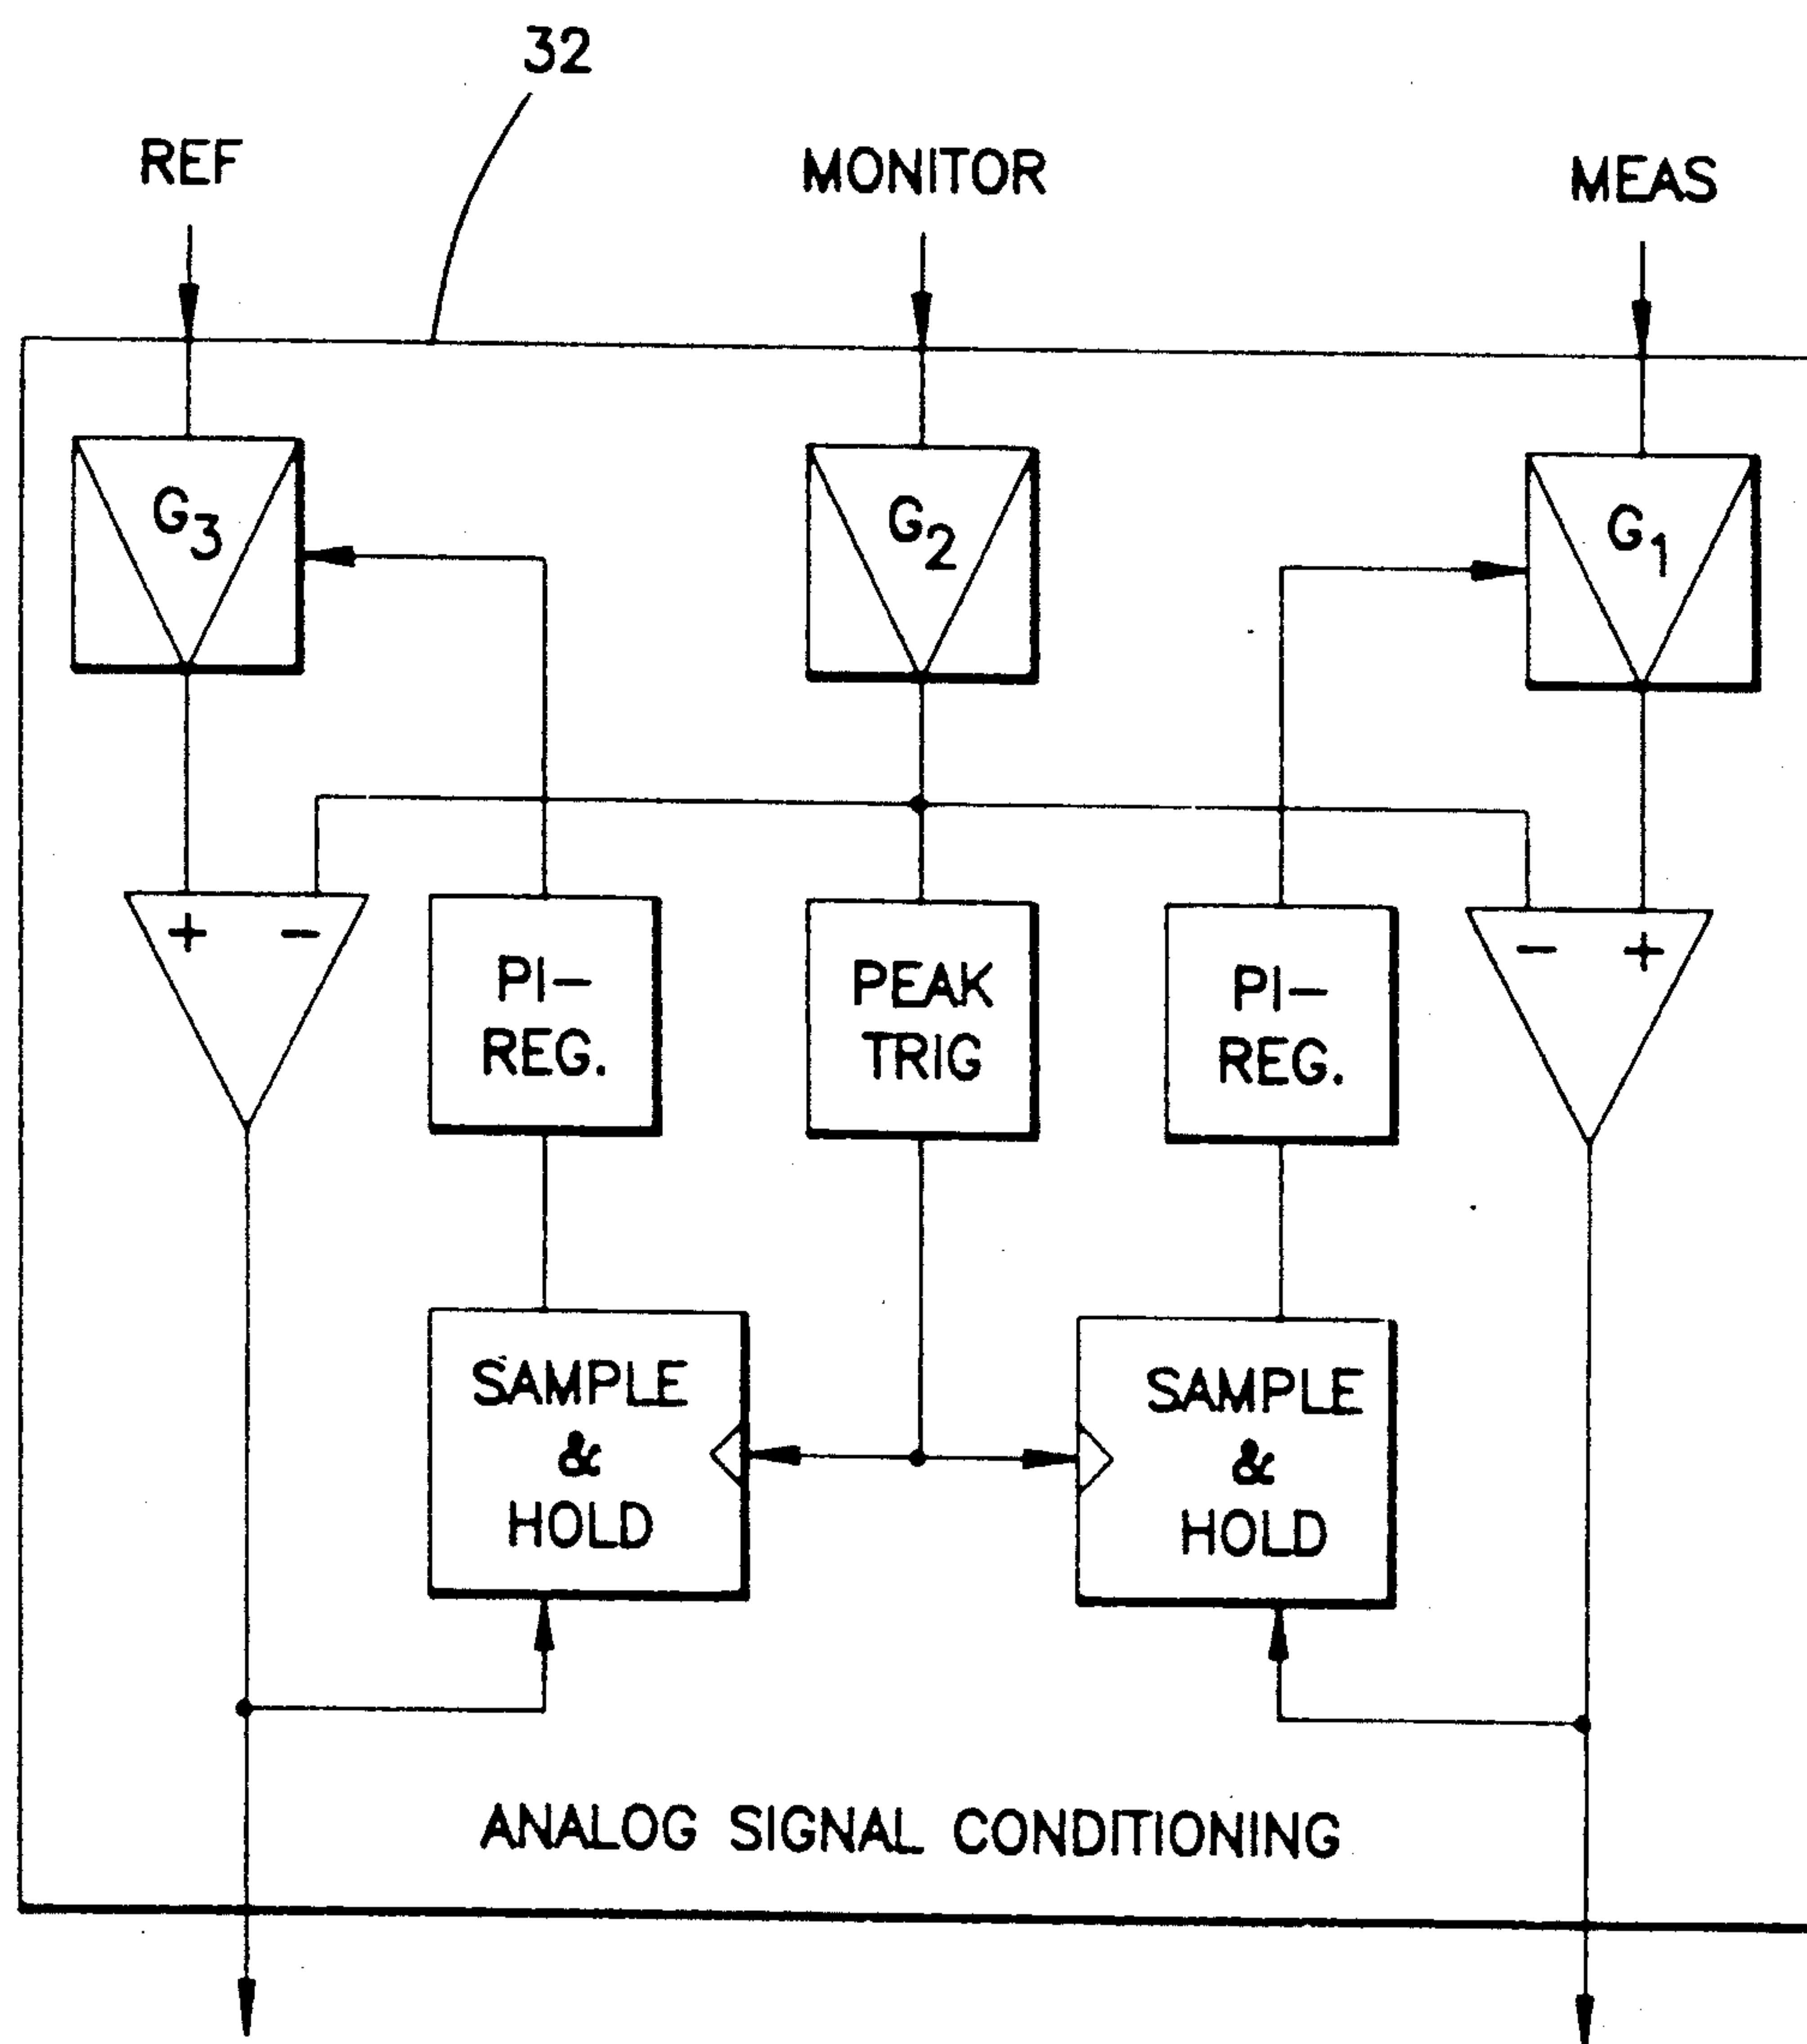 32
REF
MONITOR
MEAS
G3
G2
G1
+ −
PI−
REG.
PEAK
TRIG
PI−
REG.
− +
SAMPLE
&
HOLD
SAMPLE
&
HOLD
ANALOG SIGNAL CONDITIONING